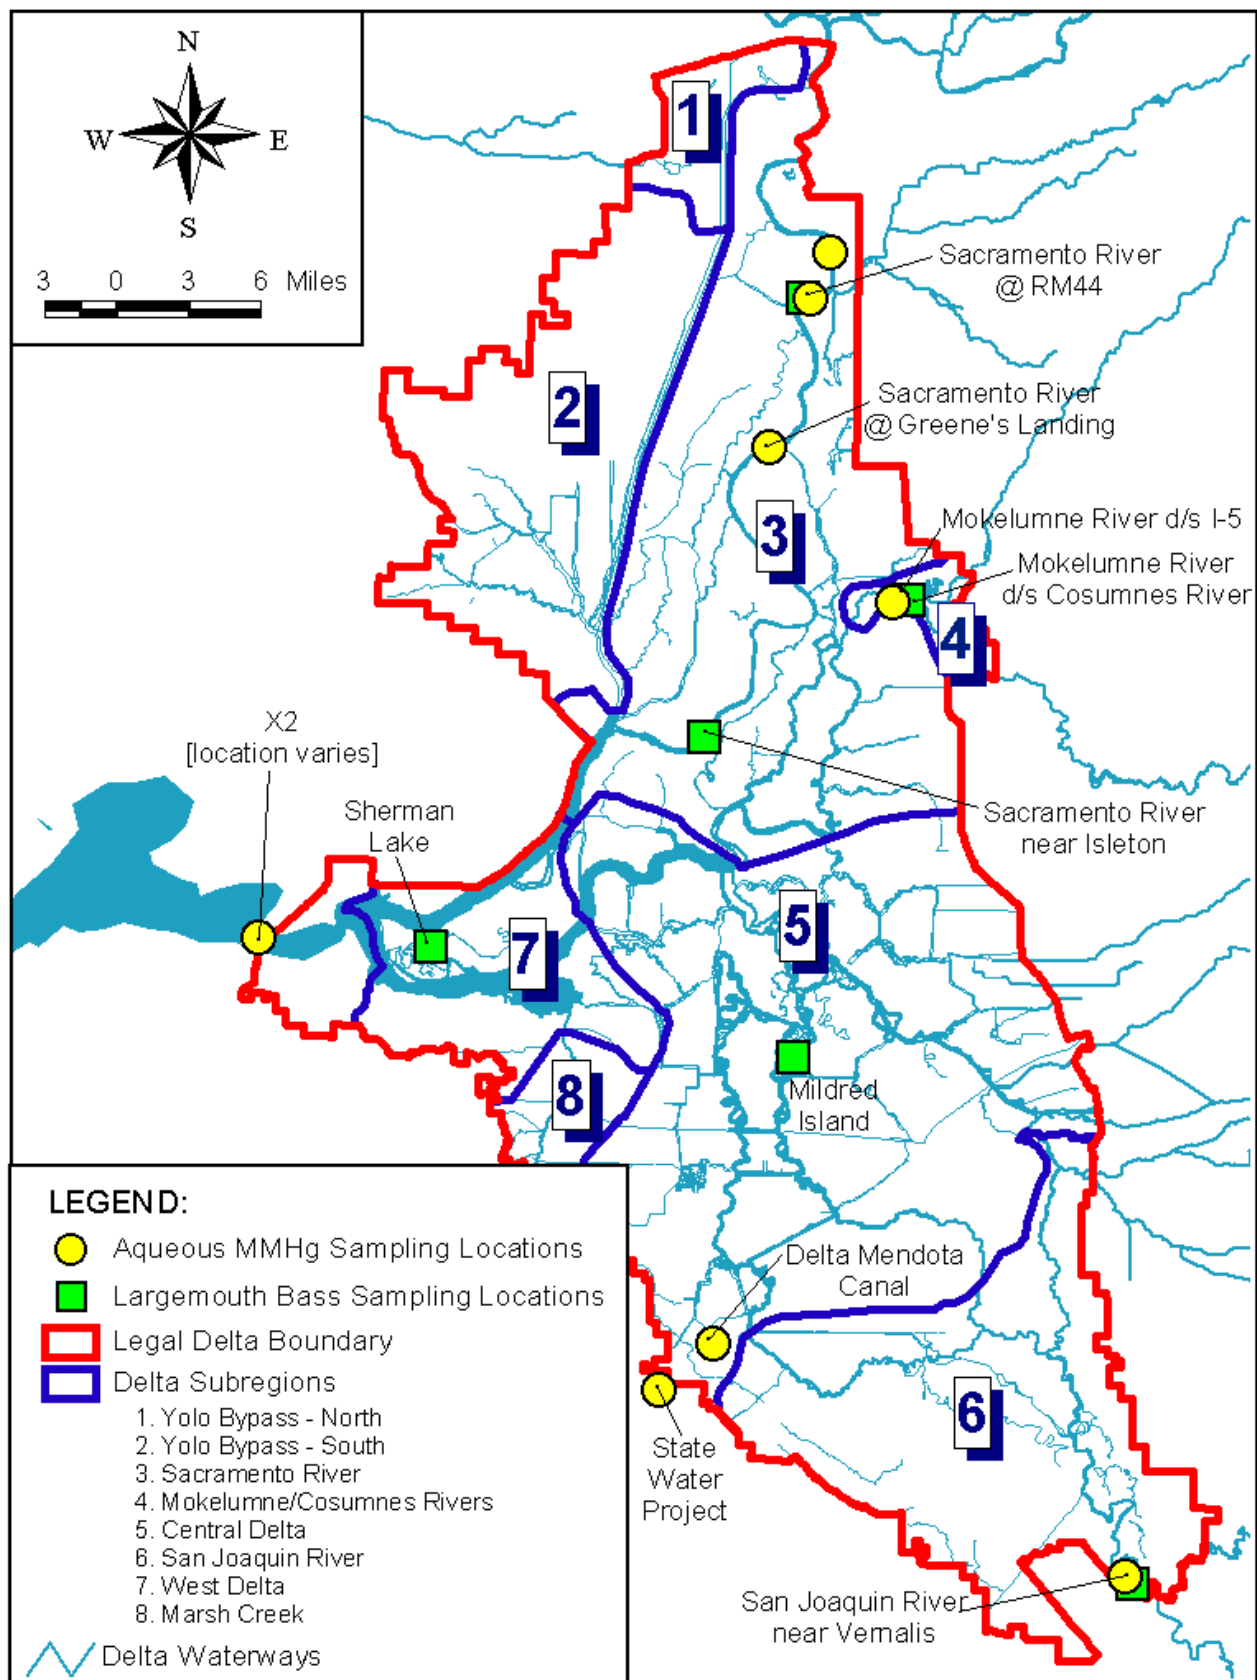 N
W E
S
3 0 3 6 Miles
1
Sacramento River
@ RM44
2
Sacramento River
@ Greene's Landing
3
Mokelumne River d/s I-5
Mokelumne River
d/s Cosumnes River
4
X2
[location varies]
Sherman
Lake
Sacramento River
near Isleton
5
7
8
Mildred
Island
LEGEND:
Aqueous MMHg Sampling Locations
Largemouth Bass Sampling Locations
Legal Delta Boundary
Delta Subregions
1. Yolo Bypass - North
2. Yolo Bypass - South
3. Sacramento River
4. Mokelumne/Cosumnes Rivers
5. Central Delta
6. San Joaquin River
7. West Delta
8. Marsh Creek
Delta Waterways
Delta Mendota
Canal
6
State
Water
Project
San Joaquin River
near Vernalis